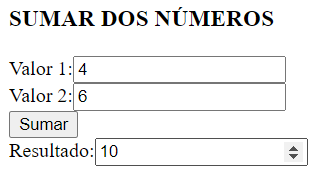 SUMAR DOS NÚMEROS
Valor 1: 4
Valor 2: 6
Sumar
Resultado: 10